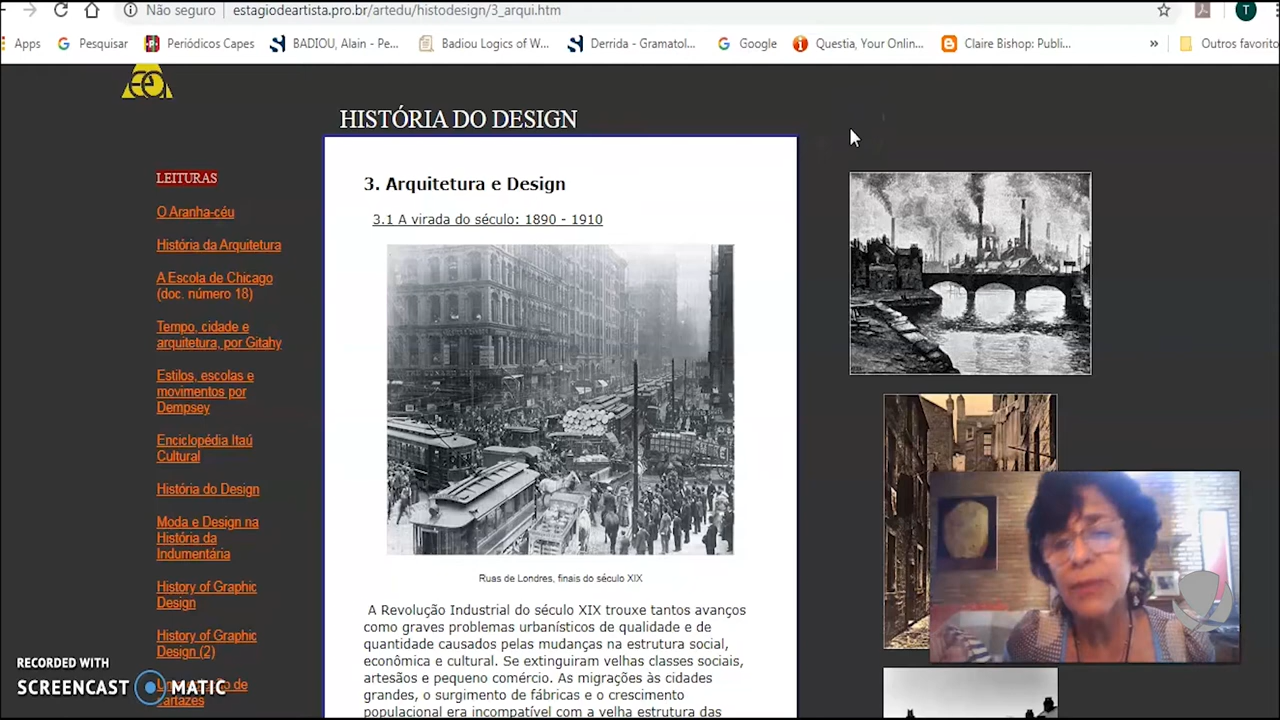 Não seguro
estagiodeartista.pro.br/artedu/histodesign/3_arqui.htm
T
Apps
Pesquisar
Periódicos Capes
BADIOU, Alain - Pe...
Badiou Logics of W...
Derrida - Gramatol...
Google
Questia, Your Onlin...
Claire Bishop: Publi...
»
Outros favorito
HISTÓRIA DO DESIGN
LEITURAS
O Aranha-céu
História da Arquitetura
A Escola de Chicago
(doc. número 18)
Tempo, cidade e
arquitetura, por Gitahy
Estilos, escolas e
movimentos por
Dempsey
Enciclopédia Itaú
Cultural
História do Design
Moda e Design na
História da
Indumentária
History of Graphic
Design
History of Graphic
Design (2)
de
3. Arquitetura e Design
3.1 A virada do século: 1890 - 1910
Ruas de Londres, finais do século XIX
A Revolução Industrial do século XIX trouxe tantos avanços
como graves problemas urbanísticos de qualidade e de
quantidade causados pelas mudanças na estrutura social,
econômica e cultural. Se extinguiram velhas classes sociais,
artesãos e pequeno comércio. As migrações às cidades
grandes, o surgimento de fábricas e o crescimento
populacional era incompatível com a velha estrutura das
RECORDED WITH
SCREENCAST MATIC